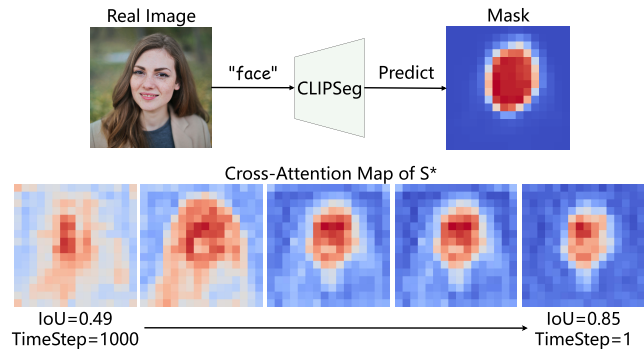 Real Image
Mask
"face"
CLIPSeg
Predict
Cross-Attention Map of S*
IoU=0.49
TimeStep=1000
IoU=0.85
TimeStep=1